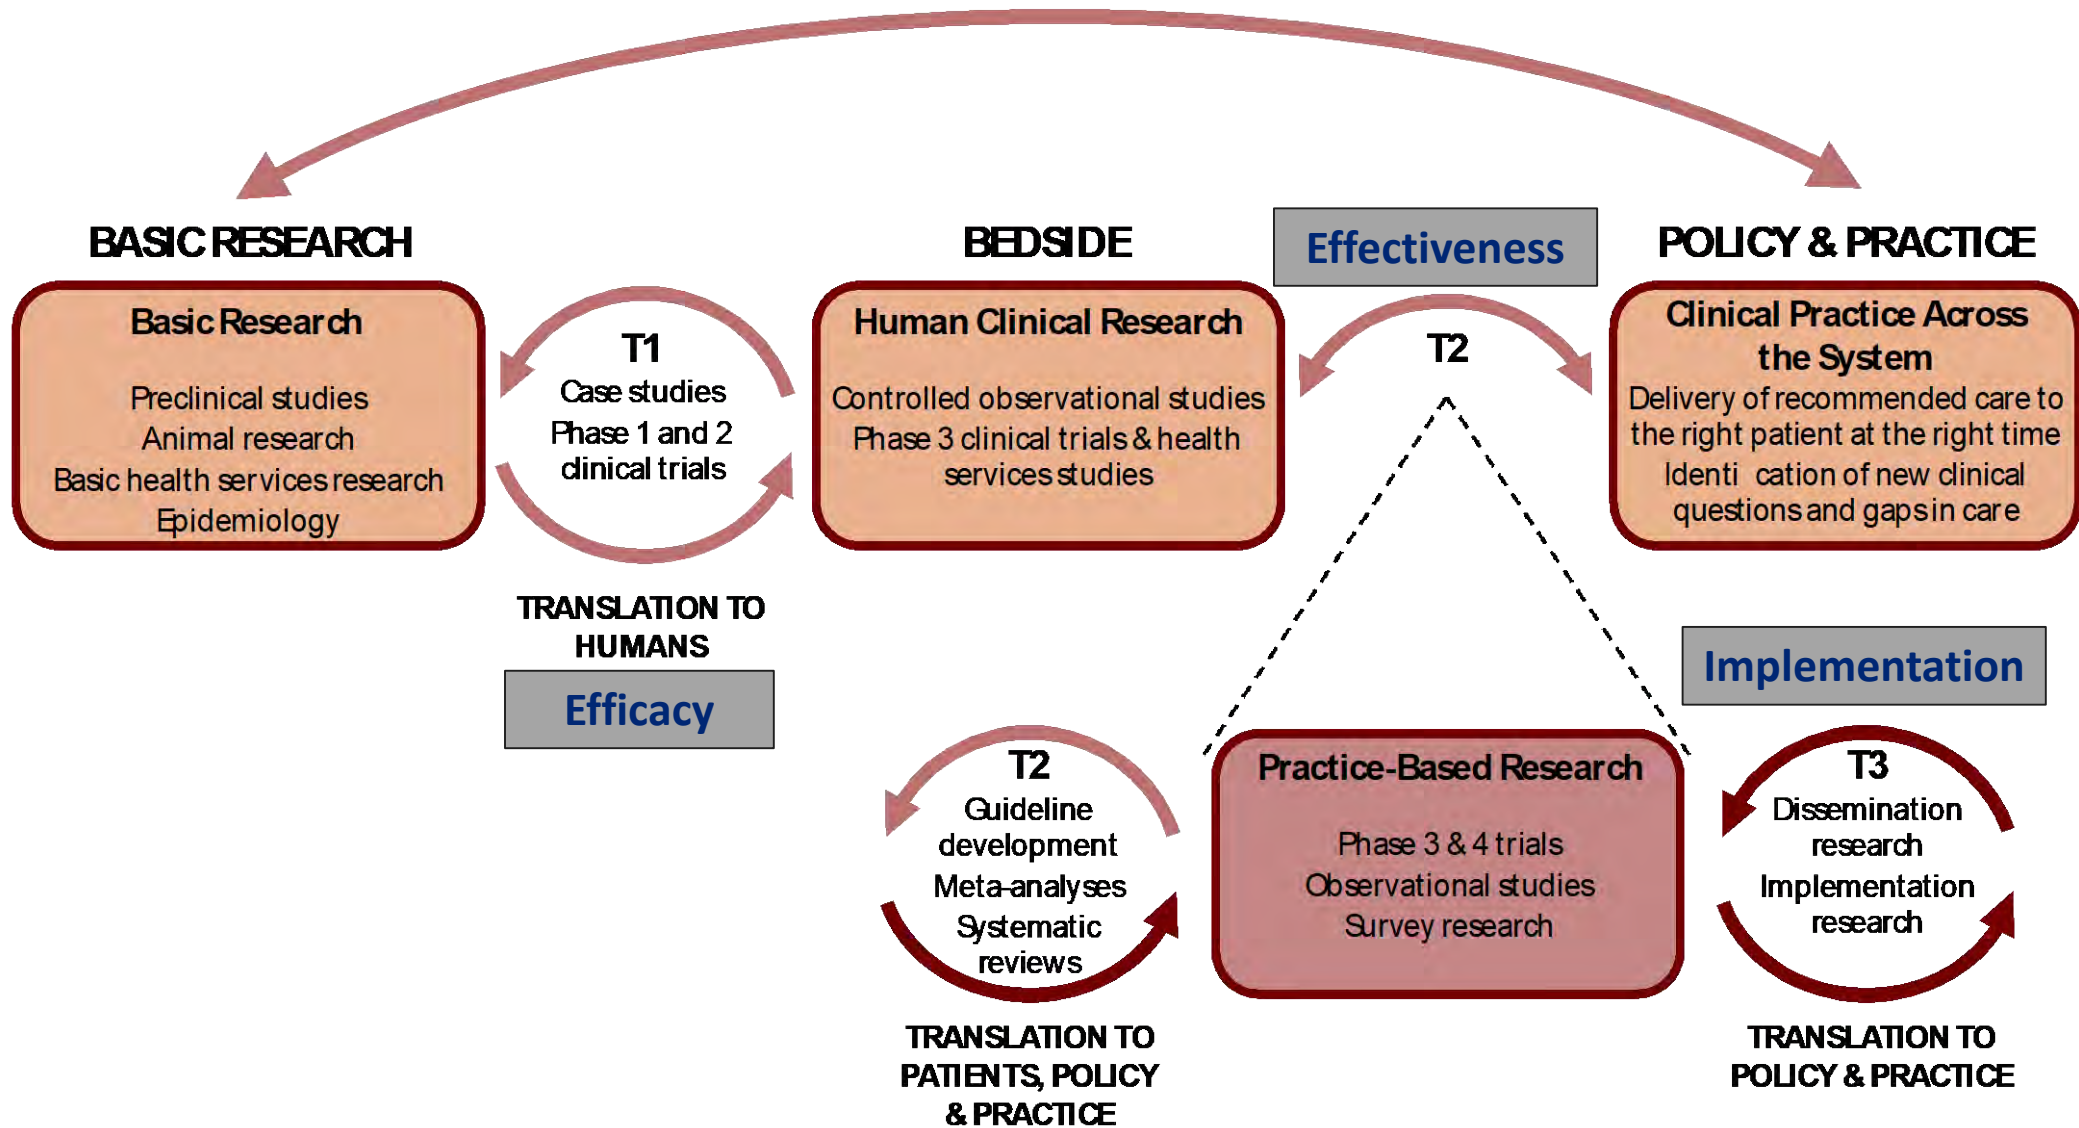 BASIC RESEARCH
Basic Research
Preclinical studies
Animal research
Basic health services research
Epidemiology
T1
Case studies
Phase 1 and 2
clinical trials
TRANSLATION TO
HUMANS
Efficacy
BEDSIDE
Human Clinical Research
Controlled observational studies
Phase 3 clinical trials & health
services studies
Effectiveness
T2
POLICY & PRACTICE
Clinical Practice Across
the System
Delivery of recommended care to
the right patient at the right time
Identi cation of new clinical
questions and gaps in care
T2
Guideline
development
Meta-analyses
Systematic
reviews
TRANSLATION TO
PATIENTS, POLICY
& PRACTICE
Practice-Based Research
Phase 3 & 4 trials
Observational studies
Survey research
Implementation
T3
Dissemination
research
Implementation
research
TRANSLATION TO
POLICY & PRACTICE